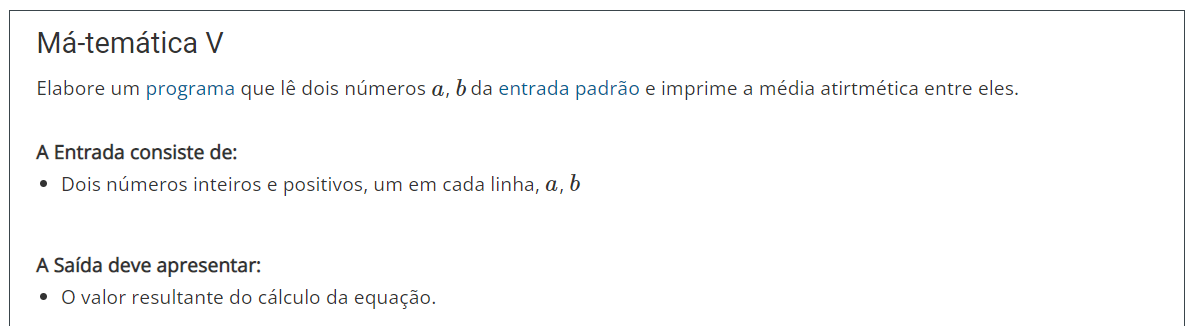 Má-temática V
Elabore um programa que lê dois números a, b da entrada padrão e imprime a média atirtmética entre eles.
A Entrada consiste de:
• Dois números inteiros e positivos, um em cada linha, a, b
A Saída deve apresentar:
• O valor resultante do cálculo da equação.